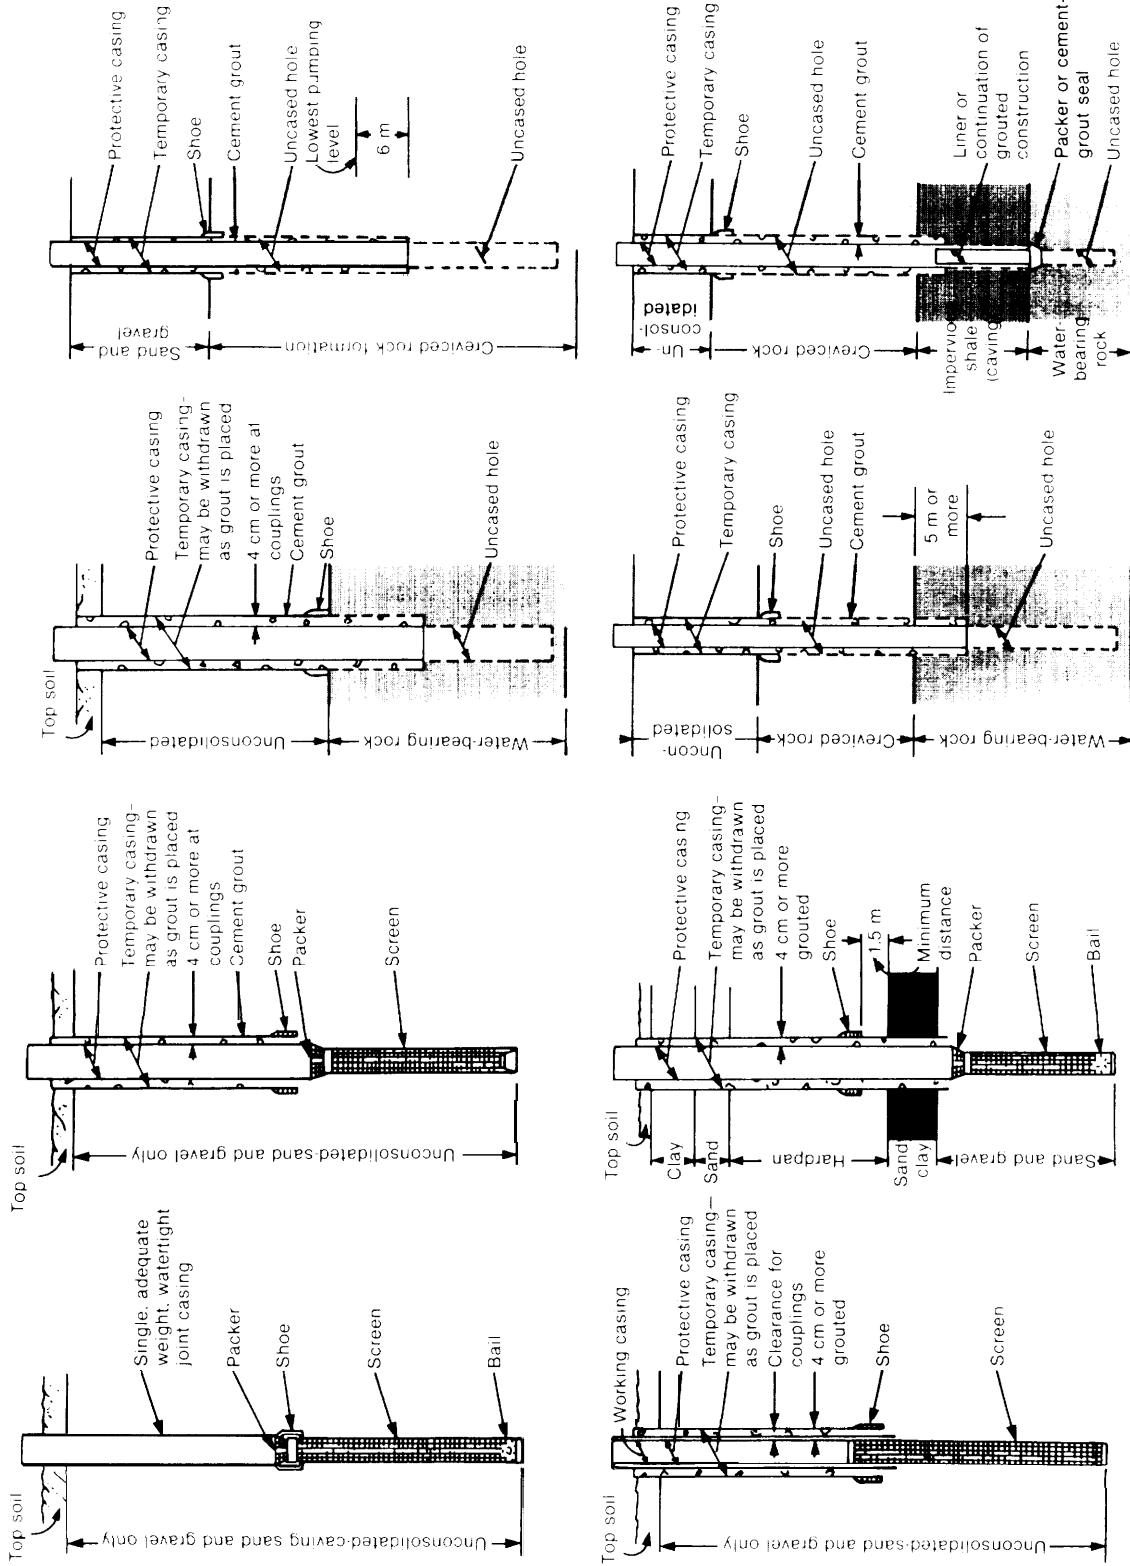 Top soil
Single, adequate
weight, watertight
joint casing
Packer
Shoe
Screen
Bail
Unconsolidated-caving sand and gravel only
Top soil
Protective casing
Temporary casing-
may be withdrawn
as grout is placed
4 cm or more at
couplings
Cement grout
Shoe
Packer
Screen
Unconsolidated-sand and gravel only
Top soil
Protective casing
Temporary casing-
may be withdrawn
as grout is placed
4 cm or more at
couplings
Cement grout
Shoe
Uncased hole
Unconsolidated
Water-bearing rock
Protective casing
Temporary casing
Shoe
Cement grout
Uncased hole
Lowest pumping
level
6 m
Uncased hole
Sand and
gravel
Creviced rock formation
Top soil
Working casing
Protective casing
Temporary casing—
may be withdrawn
as grout is placed
Clearance for
couplings
4 cm or more
grouted
Shoe
Screen
Unconsolidated-sand and gravel only
Top soil
Protective casing
Temporary casing-
may be withdrawn
as grout is placed
4 cm or more
grouted
Shoe
1.5 m
Minimum
distance
Packer
Screen
Bail
Clay
Sand
Hardpan
Sand
clay
Sand and gravel
Protective casing
Temporary casing
Shoe
Uncased hole
Cement grout
5 m or
more
Uncased hole
Uncon-
solidated
Creviced rock
Water-bearing rock
Protective casing
Temporary casing
Shoe
Uncased hole
Cement grout
Liner or
continuation of
grouted
construction
Packer or cement-
grout seal
Uncased hole
Un-
consol-
idated
Creviced rock
Impervious
shale
(caving)
Water-
bearing
rock